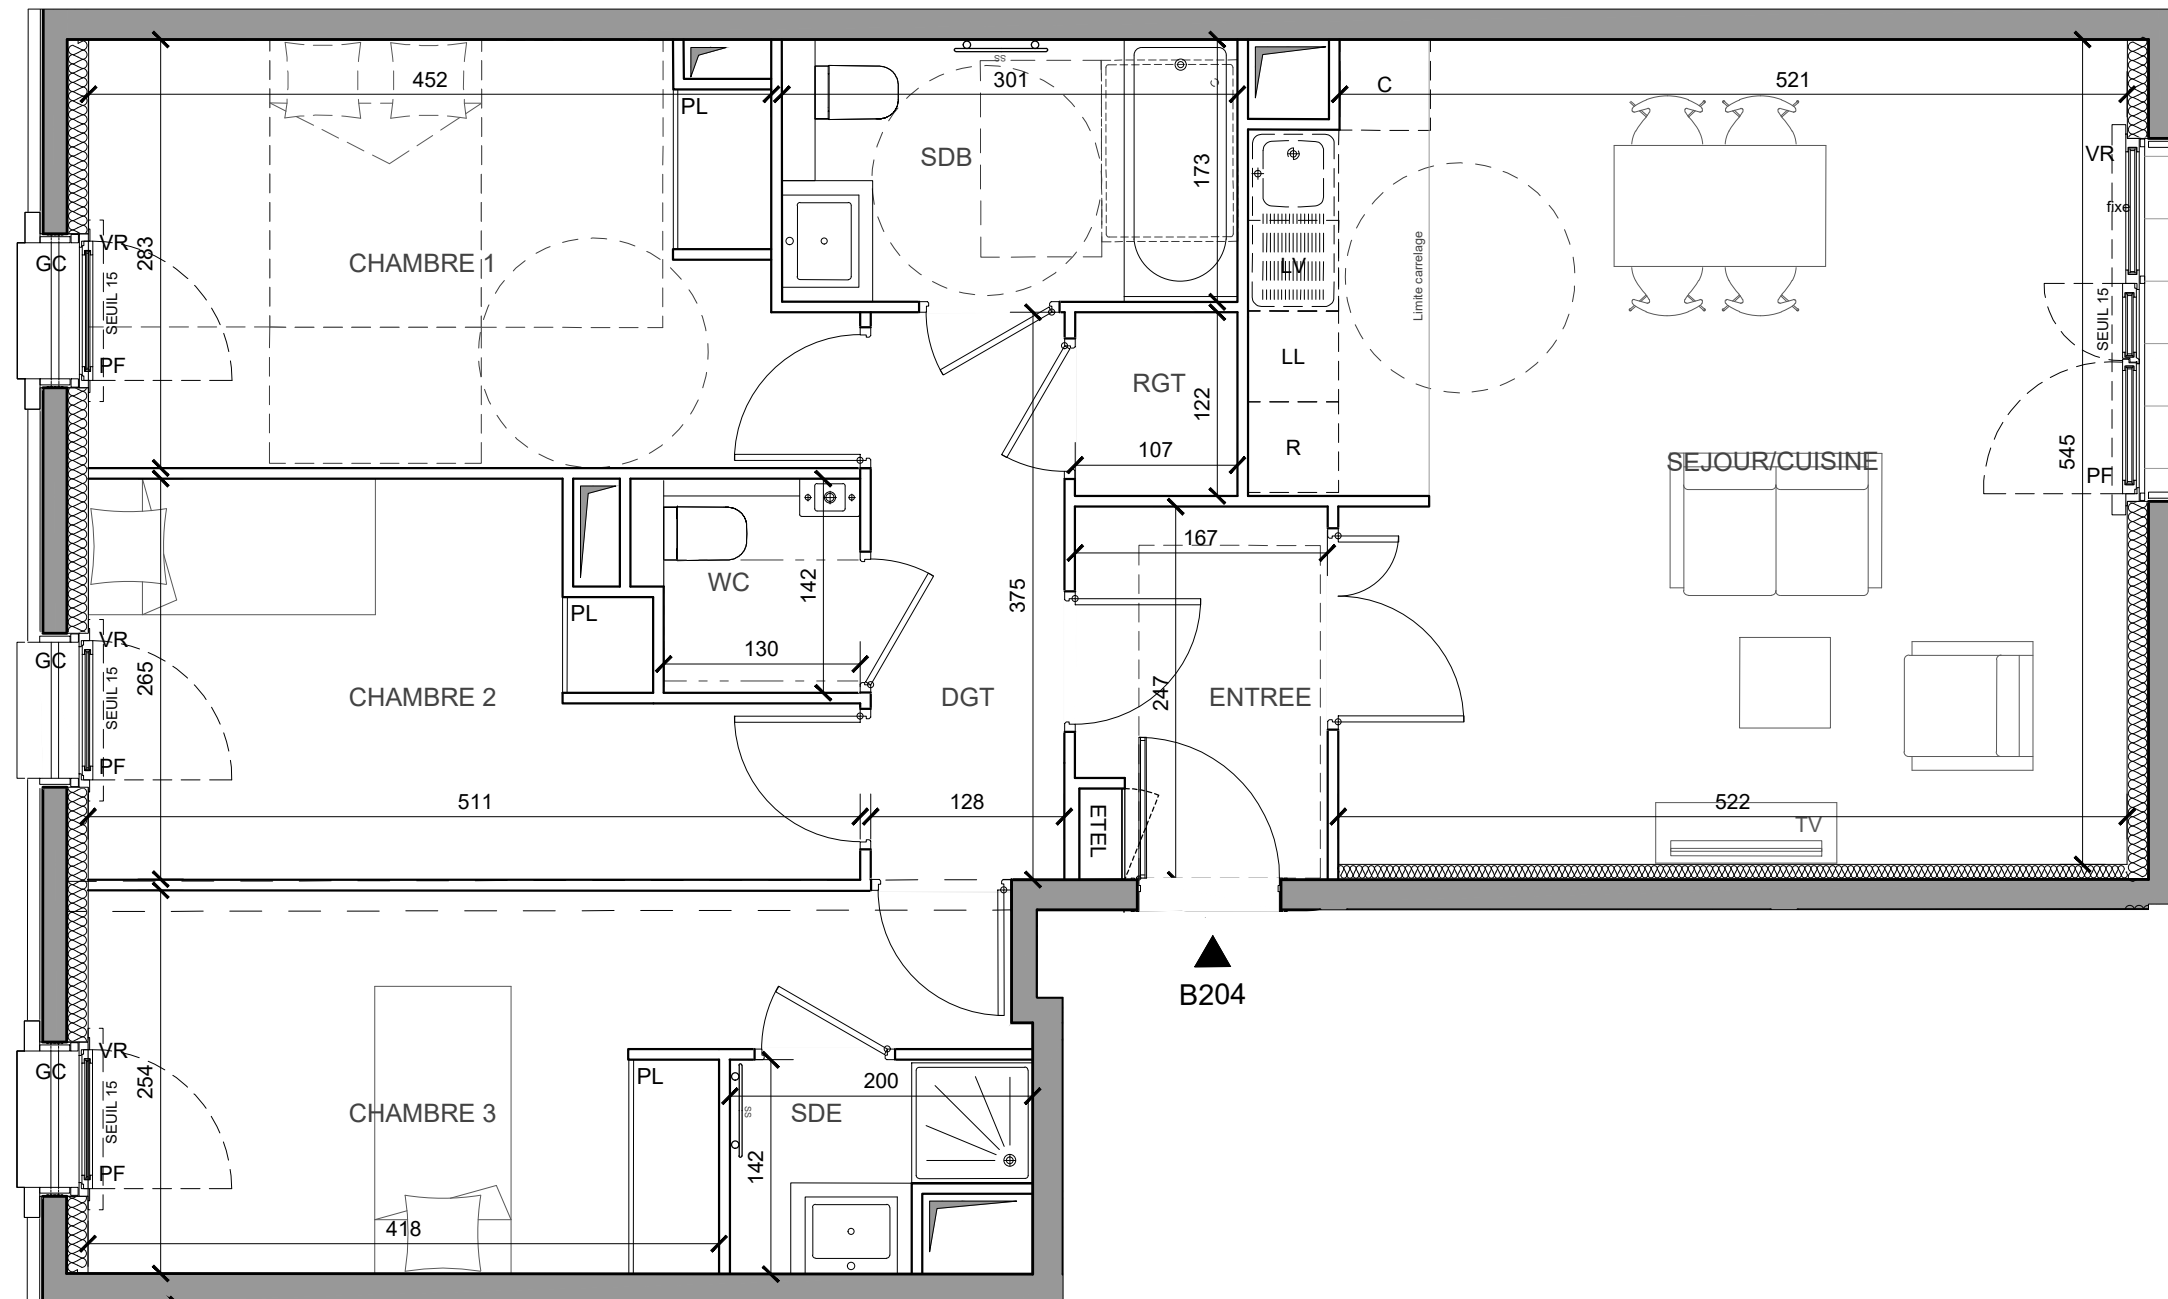 452
PL
301
SS
SDB
173
C
521
VR
fixe
SEUIL 15
PF
VR
GC
283
SEUIL 15
PF
CHAMBRE 1
LV
Limite carrelage
LL
R
RGT
122
107
SEJOUR/CUISINE
545
167
WC
142
130
PL
375
VR
GC
265
SEUIL 15
PF
CHAMBRE 2
DGT
247
ENTREE
511
128
ETEL
522
TV
B204
VR
GC
254
SEUIL 15
PF
CHAMBRE 3
PL
SS
200
SDE
142
418